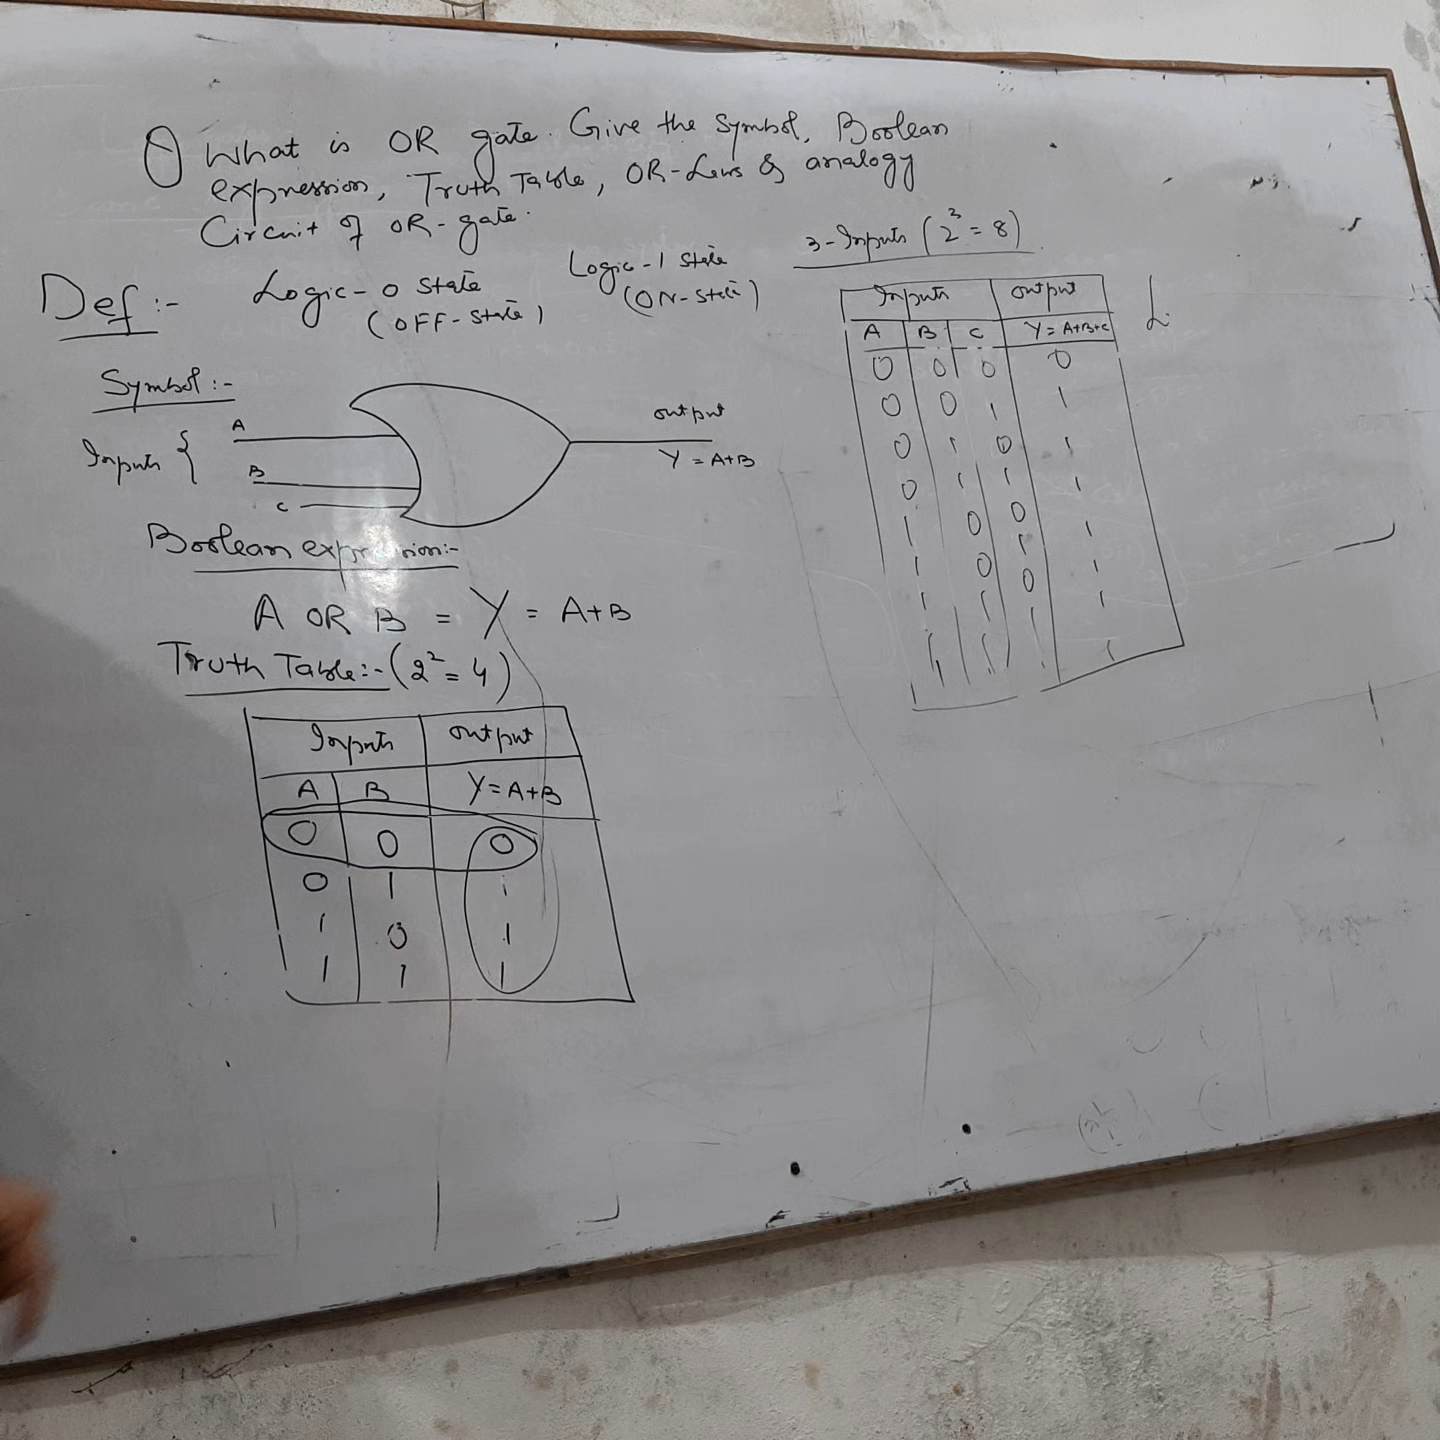 Q What is OR gate. Give the symbol, Boolean
expression, Truth Table, OR-Laws & analogy
Circuit of OR-gate.
Def:- Logic-0 state Logic-1 state
(OFF-state) (ON-state)
Symbol:-
Inputs { A
B
C
output
Y = A+B
Boolean expression:-
A OR B = Y = A+B
Truth Table:- (2² = 4)
Inputs output
A B Y=A+B
0 0 0
0 1 1
1 0 1
1 1 1
3-Inputs (2³ = 8)
Inputs output
A B C Y = A+B+C
0 0 0 0
0 0 1 1
0 1 0 1
0 1 1 1
1 0 0 1
1 0 1 1
1 1 0 1
1 1 1 1